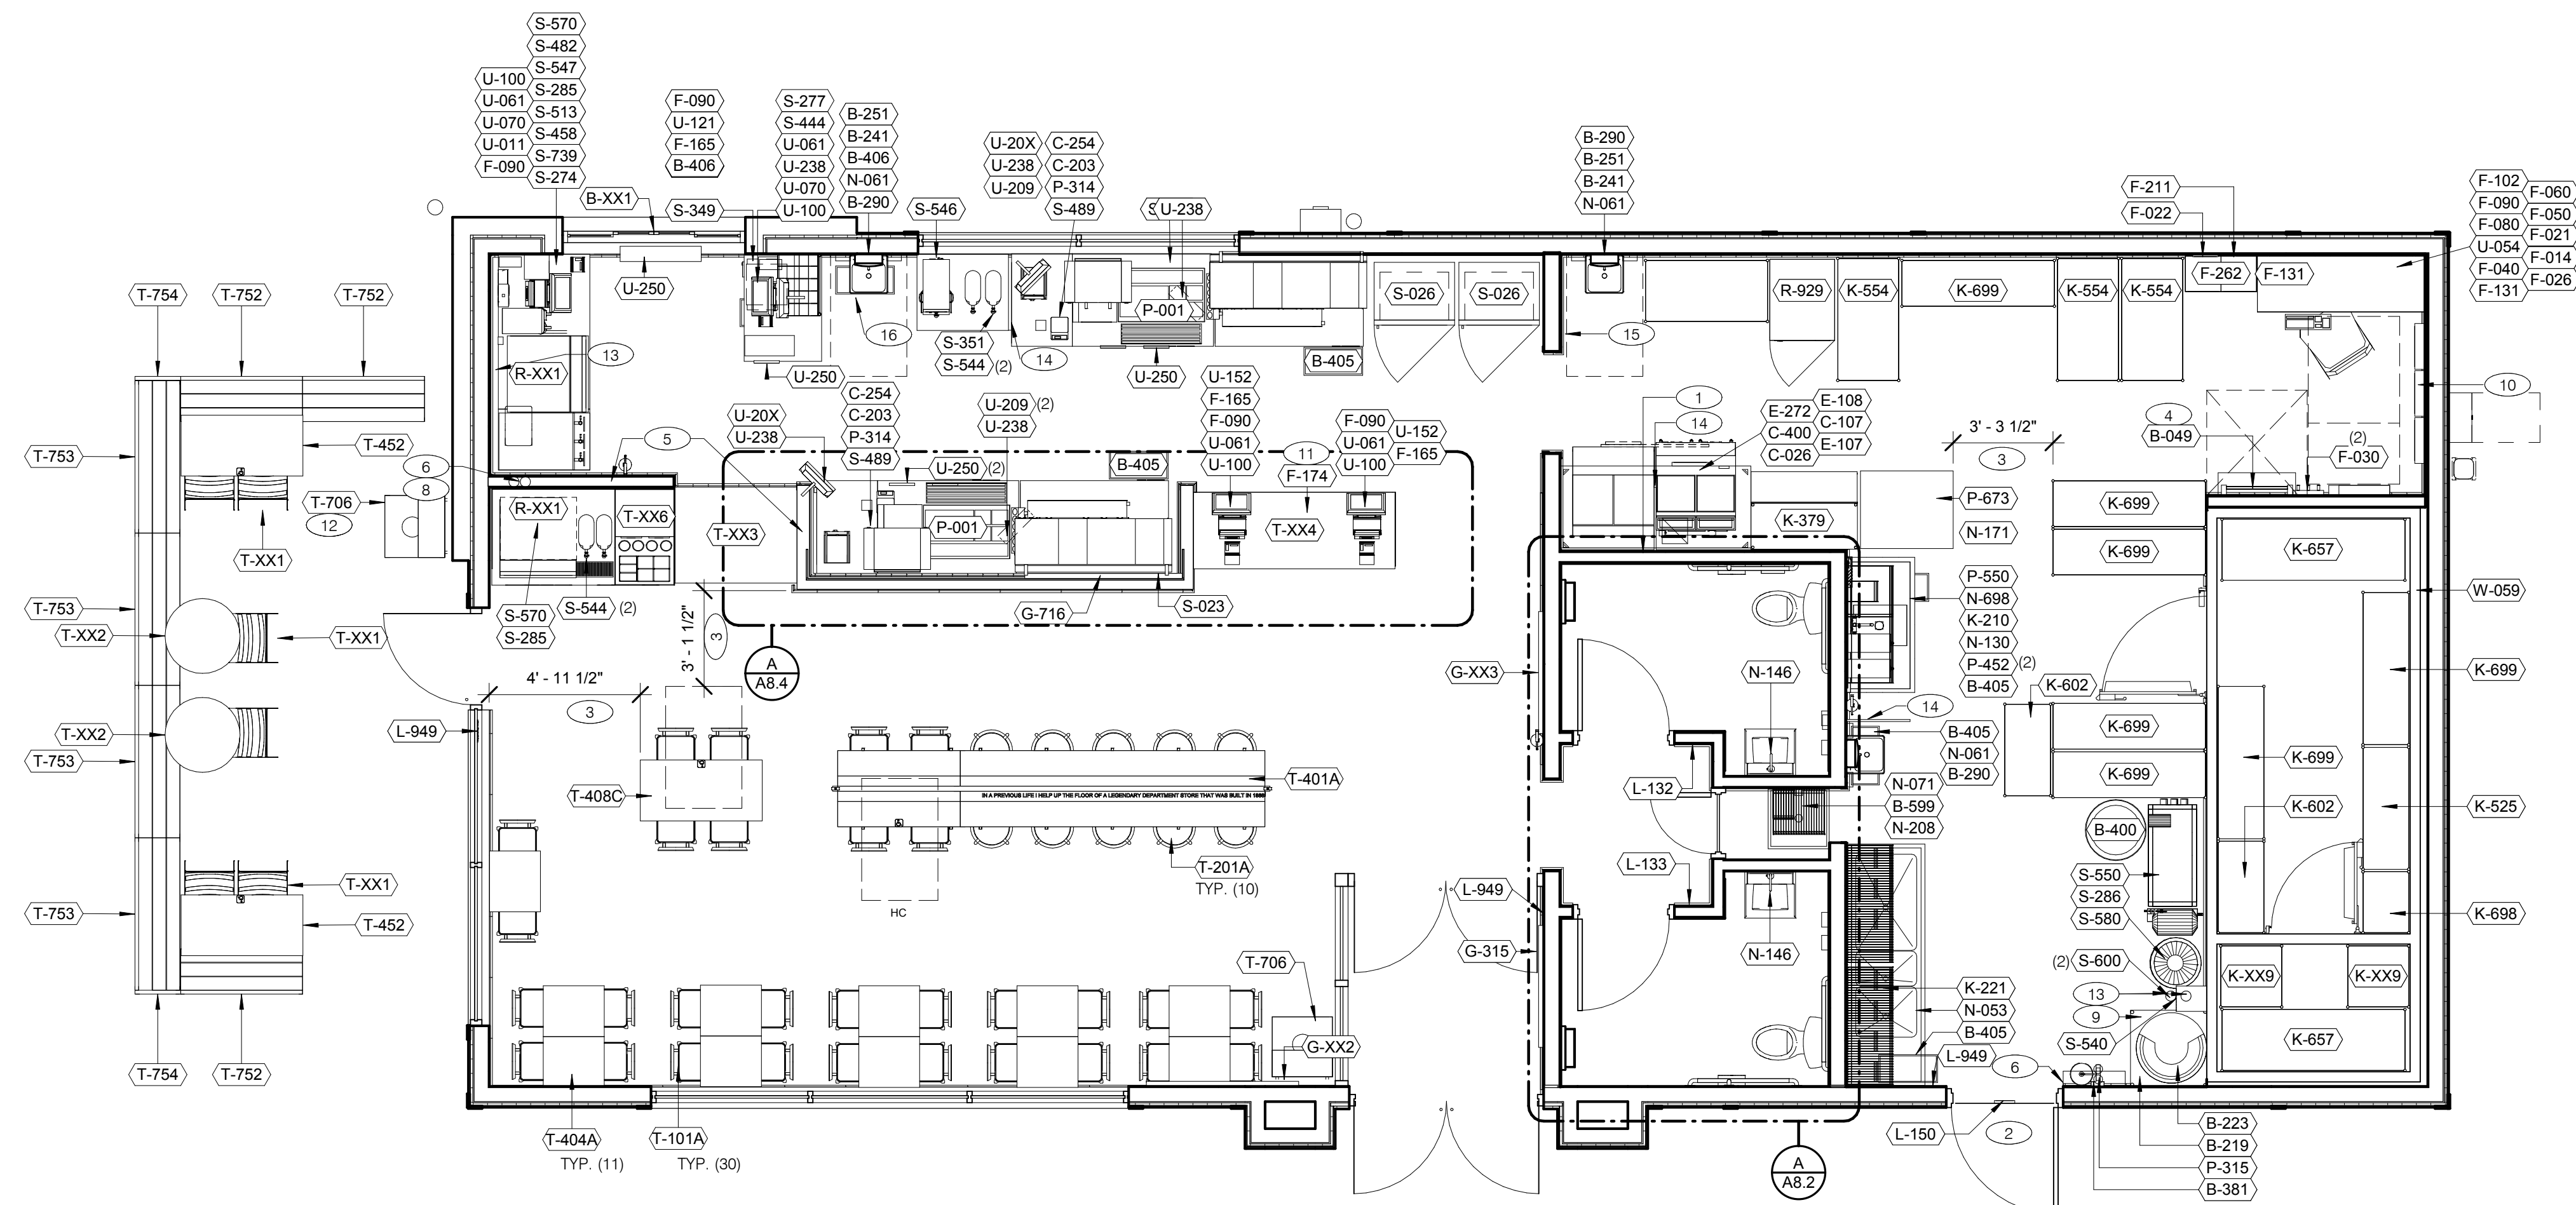 S-570
S-482
S-547
S-285
S-513
S-458
S-739
S-274
U-100
U-061
U-070
U-011
F-090
F-090
U-121
F-165
B-406
S-277
S-444
U-061
U-238
U-070
U-100
B-251
B-241
B-406
N-061
B-290
U-20X
U-238
U-209
C-254
C-203
P-314
S-489
B-290
B-251
B-241
N-061
F-211
F-022
F-102
F-090
F-080
U-054
F-040
F-131
F-060
F-050
F-021
F-014
F-026
B-XX1
S-349
S-546
U-238
U-250
T-754
T-752
T-752
R-XX1
13
U-250
16
S-351
S-544 (2)
14
P-001
U-250
B-405
S-026
S-026
15
R-929
K-554
K-699
K-554
K-554
F-262
F-131
10
T-753
T-452
6
8
T-706
12
T-XX1
5
U-20X
U-238
C-254
C-203
P-314
S-489
U-209 (2)
U-238
U-250 (2)
B-405
U-152
F-165
F-090
U-061
U-100
11
F-174
F-090
U-061
U-100
U-152
F-165
1
14
E-272
C-400
C-026
E-108
C-107
E-107
3' - 3 1/2"
3
4
B-049
(2)
F-030
R-XX1
T-XX6
T-XX3
P-001
T-XX4
K-379
P-673
N-171
K-699
K-699
K-657
W-059
S-570
S-285
S-544 (2)
G-716
S-023
3' - 1 1/2"
3
T-753
T-XX2
T-XX1
P-550
N-698
K-210
N-130
P-452 (2)
B-405
A
A8.4
4' - 11 1/2"
3
G-XX3
N-146
K-602
14
K-699
T-XX2
T-753
L-949
B-405
N-061
B-290
K-699
K-699
K-699
T-408C
T-401A
IN A PREVIOUS LIFE I HELP UP THE FLOOR OF A LEGENDARY DEPARTMENT STORE THAT WAS BUILT IN
L-132
N-071
B-599
N-208
K-602
K-525
B-400
T-201A
TYP. (10)
HC
L-133
S-550
S-286
S-580
T-XX1
T-753
T-452
L-949
G-315
N-146
K-698
T-706
G-XX2
(2) S-600
13
9
S-540
K-XX9
K-XX9
K-221
N-053
B-405
L-949
6
K-657
T-754
T-752
T-404A
TYP. (11)
T-101A
TYP. (30)
L-150
2
A
A8.2
B-223
B-219
P-315
B-381